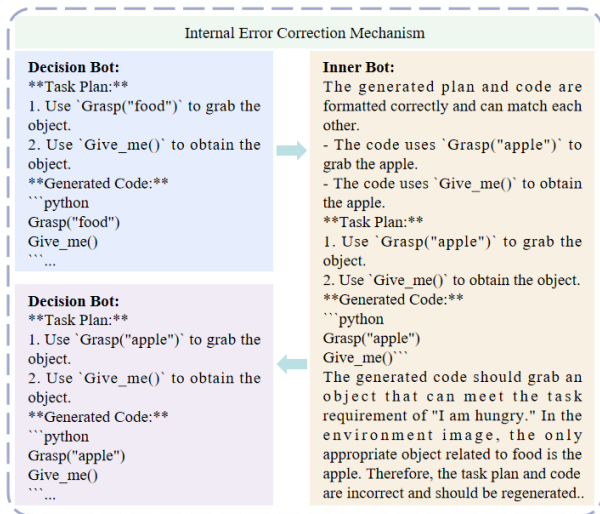 Internal Error Correction Mechanism
Decision Bot:
**Task Plan:**
1. Use `Grasp("food")` to grab the
object.
2. Use `Give_me()` to obtain the
object.
**Generated Code:**
```python
Grasp("food")
Give_me()
```...
Inner Bot:
The generated plan and code are
formatted correctly and can match each
other.
- The code uses `Grasp("apple")` to
grab the apple.
- The code uses `Give_me()` to obtain
the apple.
**Task Plan:**
1. Use `Grasp("apple")` to grab the
object.
2. Use `Give_me()` to obtain the object.
**Generated Code:**
```python
Grasp("apple")
Give_me()```
The generated code should grab an
object that can meet the task
requirement of "I am hungry." In the
environment image, the only
appropriate object related to food is the
apple. Therefore, the task plan and code
are incorrect and should be regenerated..
Decision Bot:
**Task Plan:**
1. Use `Grasp("apple")` to grab the
object.
2. Use `Give_me()` to obtain the
object.
**Generated Code:**
```python
Grasp("apple")
Give_me()
```...